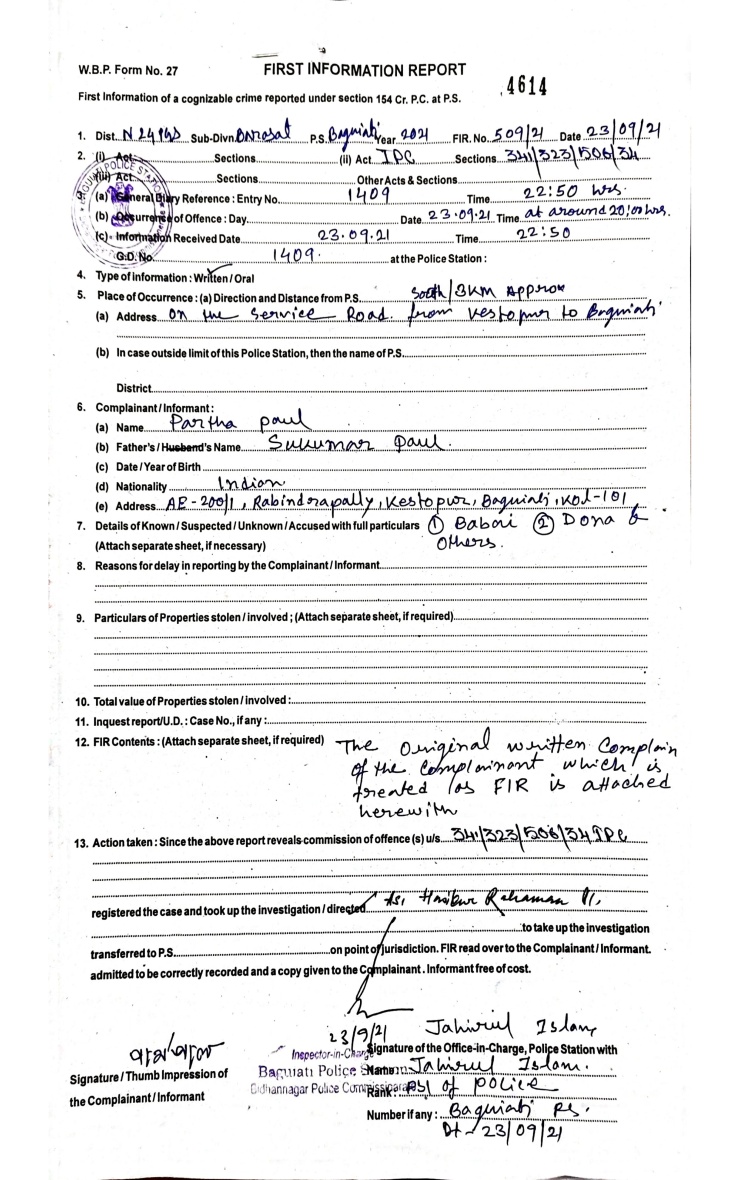 W.B.P. Form No. 27 FIRST INFORMATION REPORT 4614
First Information of a cognizable crime reported under section 154 Cr. P.C. at P.S.
1. Dist. N 24 PGS Sub-Divn Barasat P.S. Baguiati Year 2021 FIR. No. 509/21 Date 23/09/21
2. (i) Act Sections (ii) Act IPC Sections 341/323/506/34
(iii) Act Sections Other Acts & Sections
(a) General Diary Reference : Entry No. 1409 Time 22:50 hrs.
(b) Occurrence of Offence : Day Date 23.09.21 Time at around 20:00 hrs.
(c) Information Received Date 23.09.21 Time 22:50
G.D. No. 1409. at the Police Station :
4. Type of Information : Written / Oral
5. Place of Occurrence : (a) Direction and Distance from P.S. South/3KM Approx
(a) Address on the Service Road from Kestopur to Baguiati
(b) In case outside limit of this Police Station, then the name of P.S.
District
6. Complainant / Informant :
(a) Name Partha Paul
(b) Father's / Husband's Name Sukumar Paul.
(c) Date / Year of Birth
(d) Nationality Indian
(e) Address AE-200/1, Rabindrapally, Kestopur, Baguiati, Kol-101
7. Details of Known / Suspected / Unknown / Accused with full particulars ① Babai ② Dona &
(Attach separate sheet, if necessary) Others.
8. Reasons for delay in reporting by the Complainant / Informant
9. Particulars of Properties stolen / involved ; (Attach separate sheet, if required)
10. Total value of Properties stolen / involved :
11. Inquest report/U.D. : Case No., if any :
12. FIR Contents : (Attach separate sheet, if required) The Original written Complain
of the Complainant which is
treated as FIR is attached
herewith
13. Action taken : Since the above report reveals commission of offence (s) u/s. 341/323/506/34 IPC
registered the case and took up the investigation / directed ASI Rahaman
to take up the investigation
transferred to P.S. on point of jurisdiction. FIR read over to the Complainant / Informant.
admitted to be correctly recorded and a copy given to the Complainant. Informant free of cost.
23/9/21 Jahirul Islam
Inspector-in-Charge Signature of the Office-in-Charge, Police Station with
Signature / Thumb Impression of Baguiati Police Station Name Jahirul Islam.
the Complainant / Informant Bidhannagar Police Commissionerate Rank : of Police
Number if any : Baguiati PS.
Dt - 23/09/21